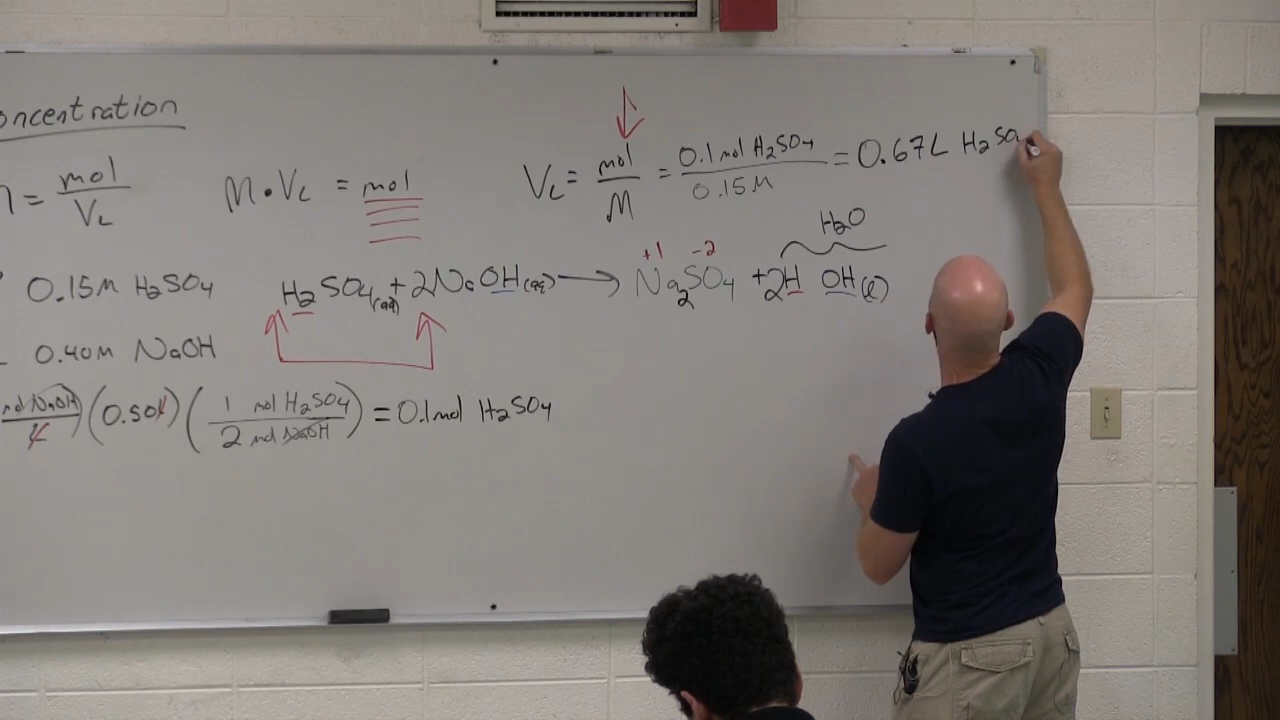 oncentration
= mol / V_L
M • V_L = mol
V_L = mol / M = 0.1 mol H2SO4 / 0.15 M = 0.67 L H2SO
0.15 M H2SO4
H2SO4(aq) + 2NaOH(aq) → Na2SO4 + 2H OH(l)
+1 -2
H2O
0.40 M NaOH
mol NaOH / L) (0.50 L) (1 mol H2SO4 / 2 mol NaOH) = 0.1 mol H2SO4